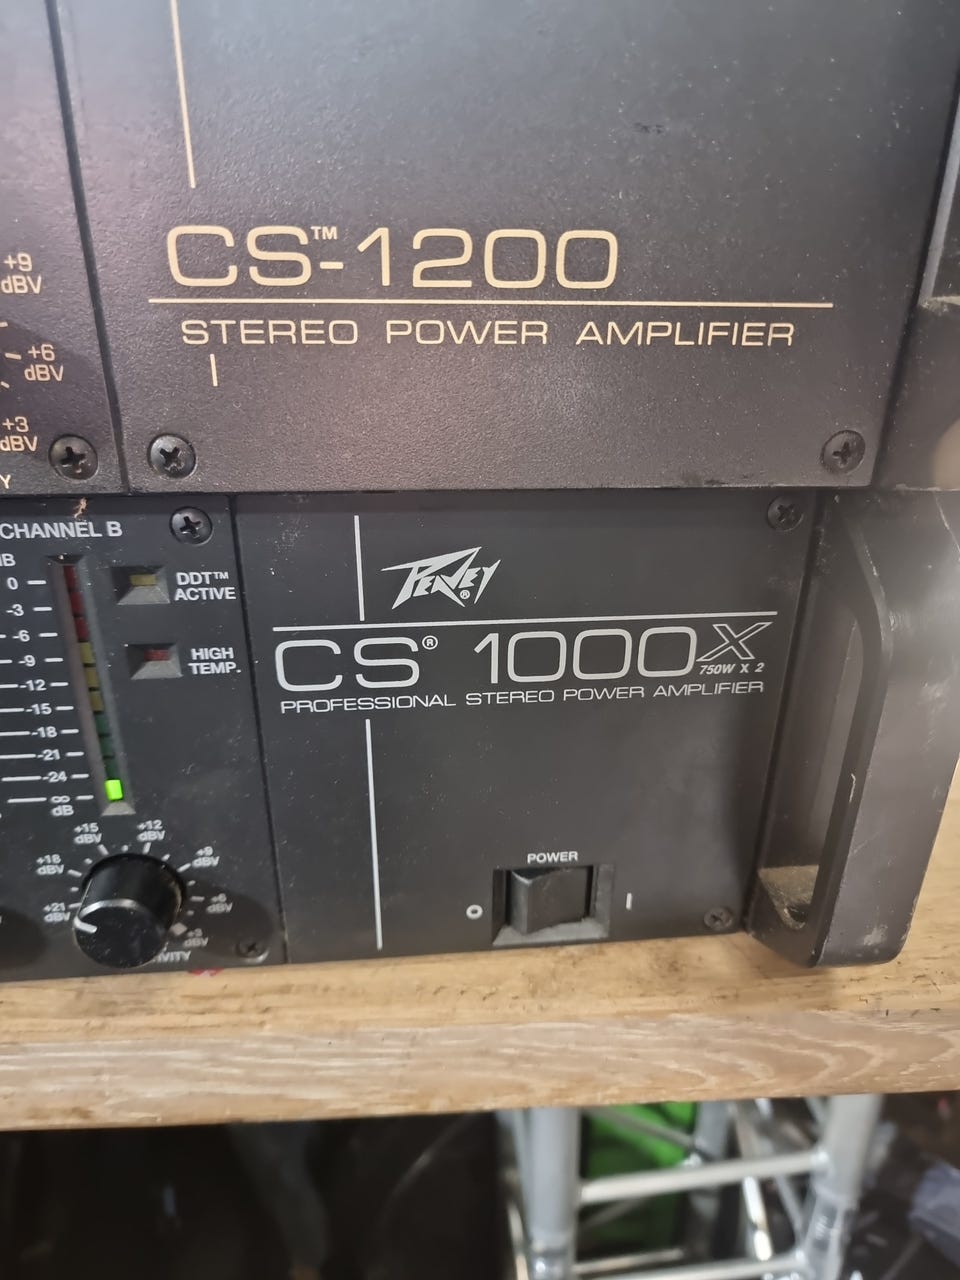 +9
dBV
+6
dBV
+3
dBV
Y
CS™-1200
STEREO POWER AMPLIFIER
CHANNEL B
dB
0
-3
-6
-9
-12
-15
-18
-21
-24
∞
dB
DDT™
ACTIVE
HIGH
TEMP.
PEAVEY®
CS® 1000X
750W X 2
PROFESSIONAL STEREO POWER AMPLIFIER
+15
dBV
+12
dBV
+18
dBV
+9
dBV
+21
dBV
+6
dBV
+3
dBV
IVITY
POWER
O
I